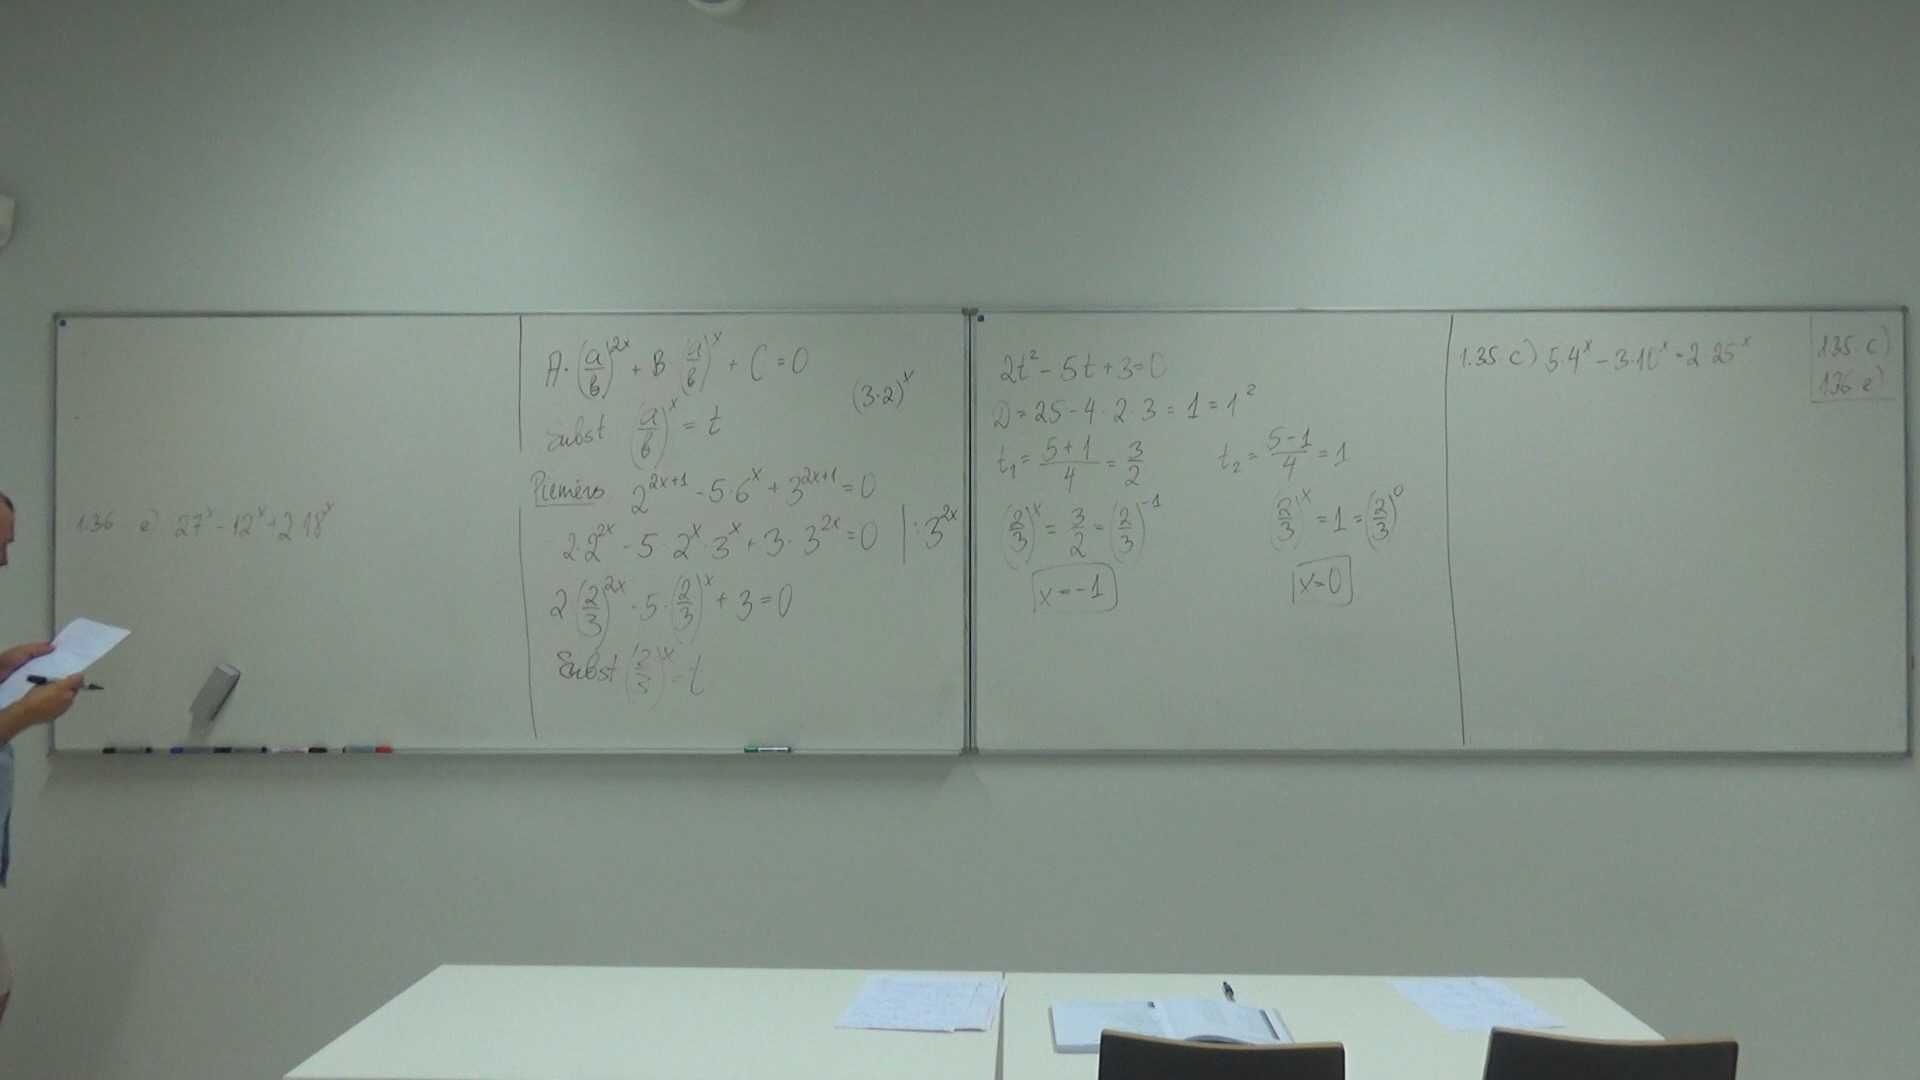 1.36 e) 27^x - 12^x + 2·18^x
A·(a/b)^2x + B (a/b)^x + C = 0
(3·2)^x
Subst (a/b)^x = t
Piemērs 2^(2x+1) - 5·6^x + 3^(2x+1) = 0
2·2^2x - 5 2^x·3^x + 3·3^2x = 0 | : 3^2x
2 (2/3)^2x - 5·(2/3)^x + 3 = 0
Subst (2/3)^x = t
2t² - 5t + 3 = 0
D = 25 - 4·2·3 = 1 = 1²
t₁ = (5+1)/4 = 3/2 t₂ = (5-1)/4 = 1
(2/3)^x = 3/2 = (2/3)^-1 (2/3)^x = 1 = (2/3)^0
x = -1 x = 0
1.35. c) 5·4^x - 3·10^x = 2·25^x
1.35. c)
1.36 e)